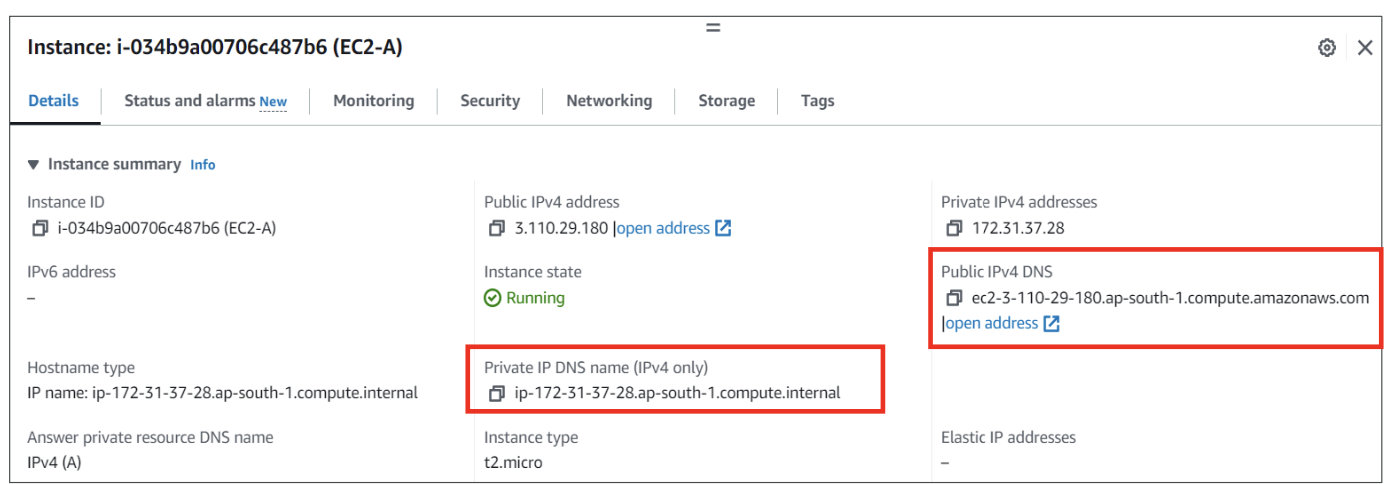 Instance: i-034b9a00706c487b6 (EC2-A)
Details Status and alarms New Monitoring Security Networking Storage Tags
Instance summary Info
Instance ID
i-034b9a00706c487b6 (EC2-A)
Public IPv4 address
3.110.29.180 |open address
Private IPv4 addresses
172.31.37.28
IPv6 address
–
Instance state
Running
Public IPv4 DNS
ec2-3-110-29-180.ap-south-1.compute.amazonaws.com
|open address
Hostname type
IP name: ip-172-31-37-28.ap-south-1.compute.internal
Private IP DNS name (IPv4 only)
ip-172-31-37-28.ap-south-1.compute.internal
Answer private resource DNS name
IPv4 (A)
Instance type
t2.micro
Elastic IP addresses
–